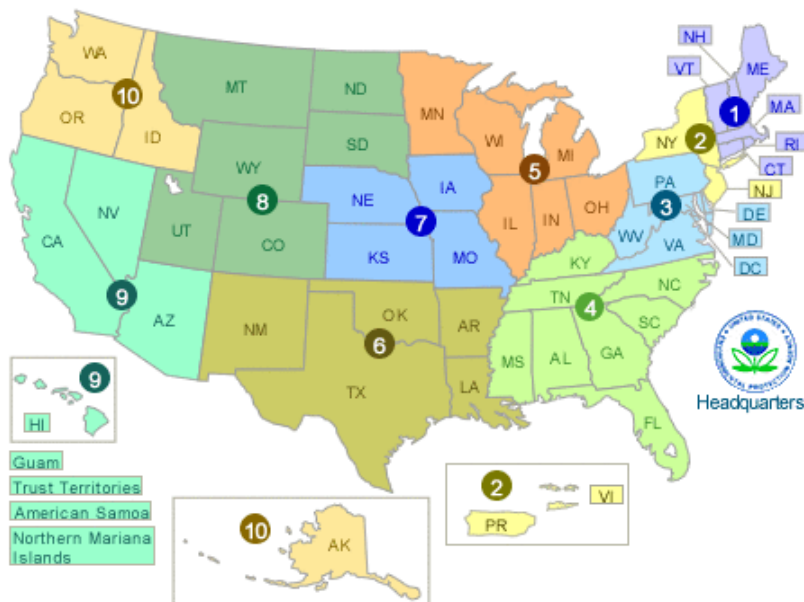 NH
WA
VT
ME
MT
ND
10
MN
1
MA
OR
ID
WI
NY
2
SD
MI
RI
WY
5
CT
IA
PA
NJ
NE
8
3
NV
7
IL
IN
OH
DE
CA
UT
CO
WV
VA
MD
KS
MO
KY
DC
9
NC
TN
OK
4
AZ
NM
AR
SC
6
MS
AL
GA
9
TX
LA
Headquarters
HI
FL
Guam
Trust Territories
2
VI
American Samoa
PR
10
AK
Northern Mariana
Islands